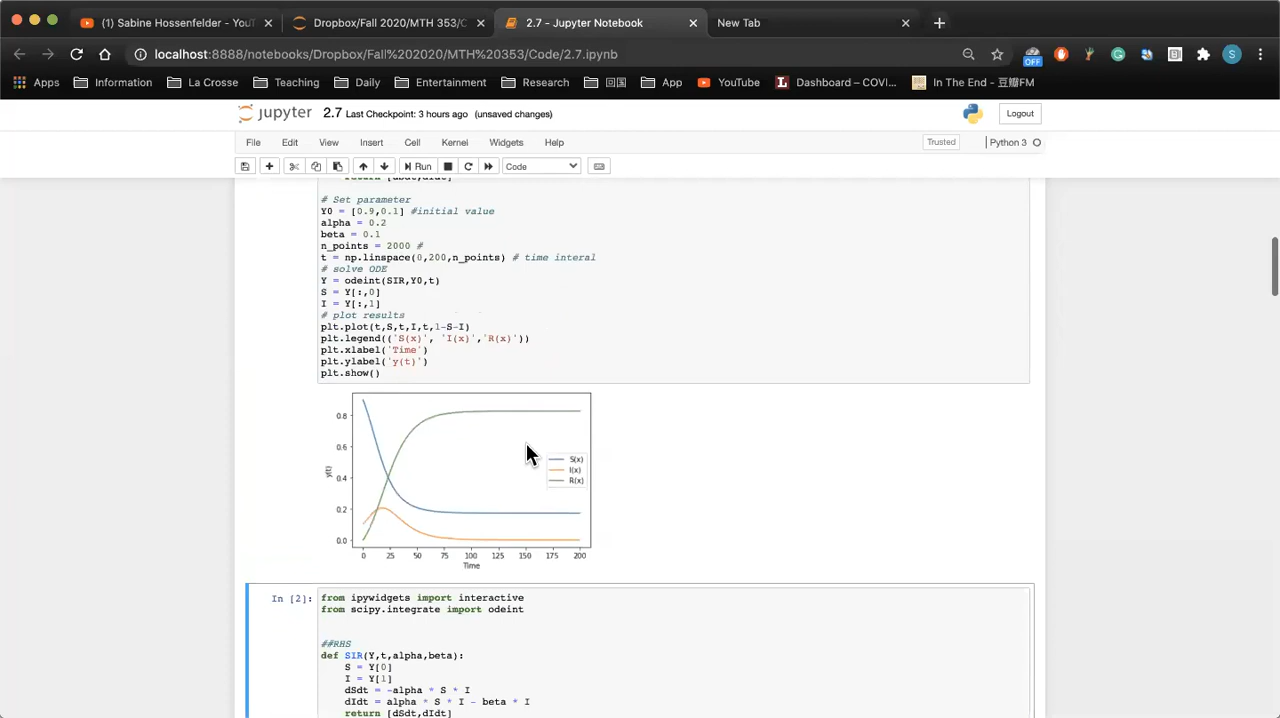 (1) Sabine Hossenfelder - YouT
Dropbox/Fall 2020/MTH 353/C
2.7 - Jupyter Notebook
New Tab
localhost:8888/notebooks/Dropbox/Fall%202020/MTH%20353/Code/2.7.ipynb
OFF
S
Apps
Information
La Crosse
Teaching
Daily
Entertainment
Research
回国
App
YouTube
Dashboard – COVI...
In The End - 豆瓣FM
jupyter 2.7 Last Checkpoint: 3 hours ago (unsaved changes)
Logout
File Edit View Insert Cell Kernel Widgets Help
Trusted
Python 3
Run
Code
# Set parameter
Y0 = [0.9,0.1] #initial value
alpha = 0.2
beta = 0.1
n_points = 2000 #
t = np.linspace(0,200,n_points) # time interal
# solve ODE
Y = odeint(SIR,Y0,t)
S = Y[:,0]
I = Y[:,1]
# plot results
plt.plot(t,S,t,I,t,1-S-I)
plt.legend(('S(x)', 'I(x)','R(x)'))
plt.xlabel('Time')
plt.ylabel('y(t)')
plt.show()
0.8
0.6
0.4
0.2
0.0
y(t)
S(x)
I(x)
R(x)
0 25 50 75 100 125 150 175 200
Time
In [2]:
from ipywidgets import interactive
from scipy.integrate import odeint
##RHS
def SIR(Y,t,alpha,beta):
S = Y[0]
I = Y[1]
dSdt = -alpha * S * I
dIdt = alpha * S * I - beta * I
return [dSdt,dIdt]